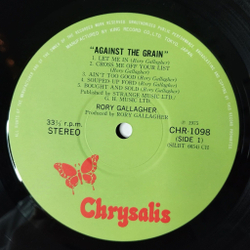 "AGAINST THE GRAIN"
1. LET ME IN (Rory Gallagher)
2. CROSS ME OFF YOUR LIST
(Rory Gallagher)
3. AIN'T TOO GOOD (Rory Gallagher)
4. SOUPED UP FORD (Rory Gallagher)
5. BOUGHT AND SOLD (Rory Gallagher)
Published by STRANGE MUSIC LTD./
G. H. MUSIC LTD.
RORY GALLAGHER
Produced by RORY GALLAGHER
33⅓ r.p.m.
STEREO
℗ 1975
CHR-1098
(SIDE 1)
Chrysalis